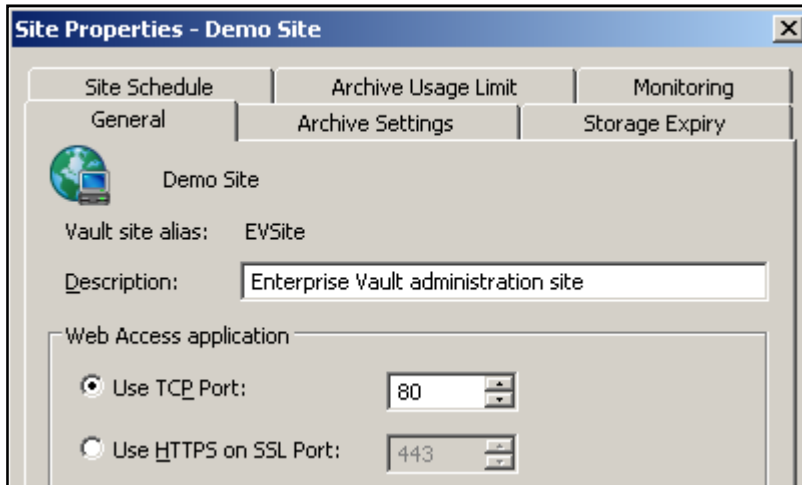 Site Properties - Demo Site
Site Schedule Archive Usage Limit Monitoring
General Archive Settings Storage Expiry
Demo Site
Vault site alias: EVSite
Description: Enterprise Vault administration site
Web Access application
Use TCP Port: 80
Use HTTPS on SSL Port: 443